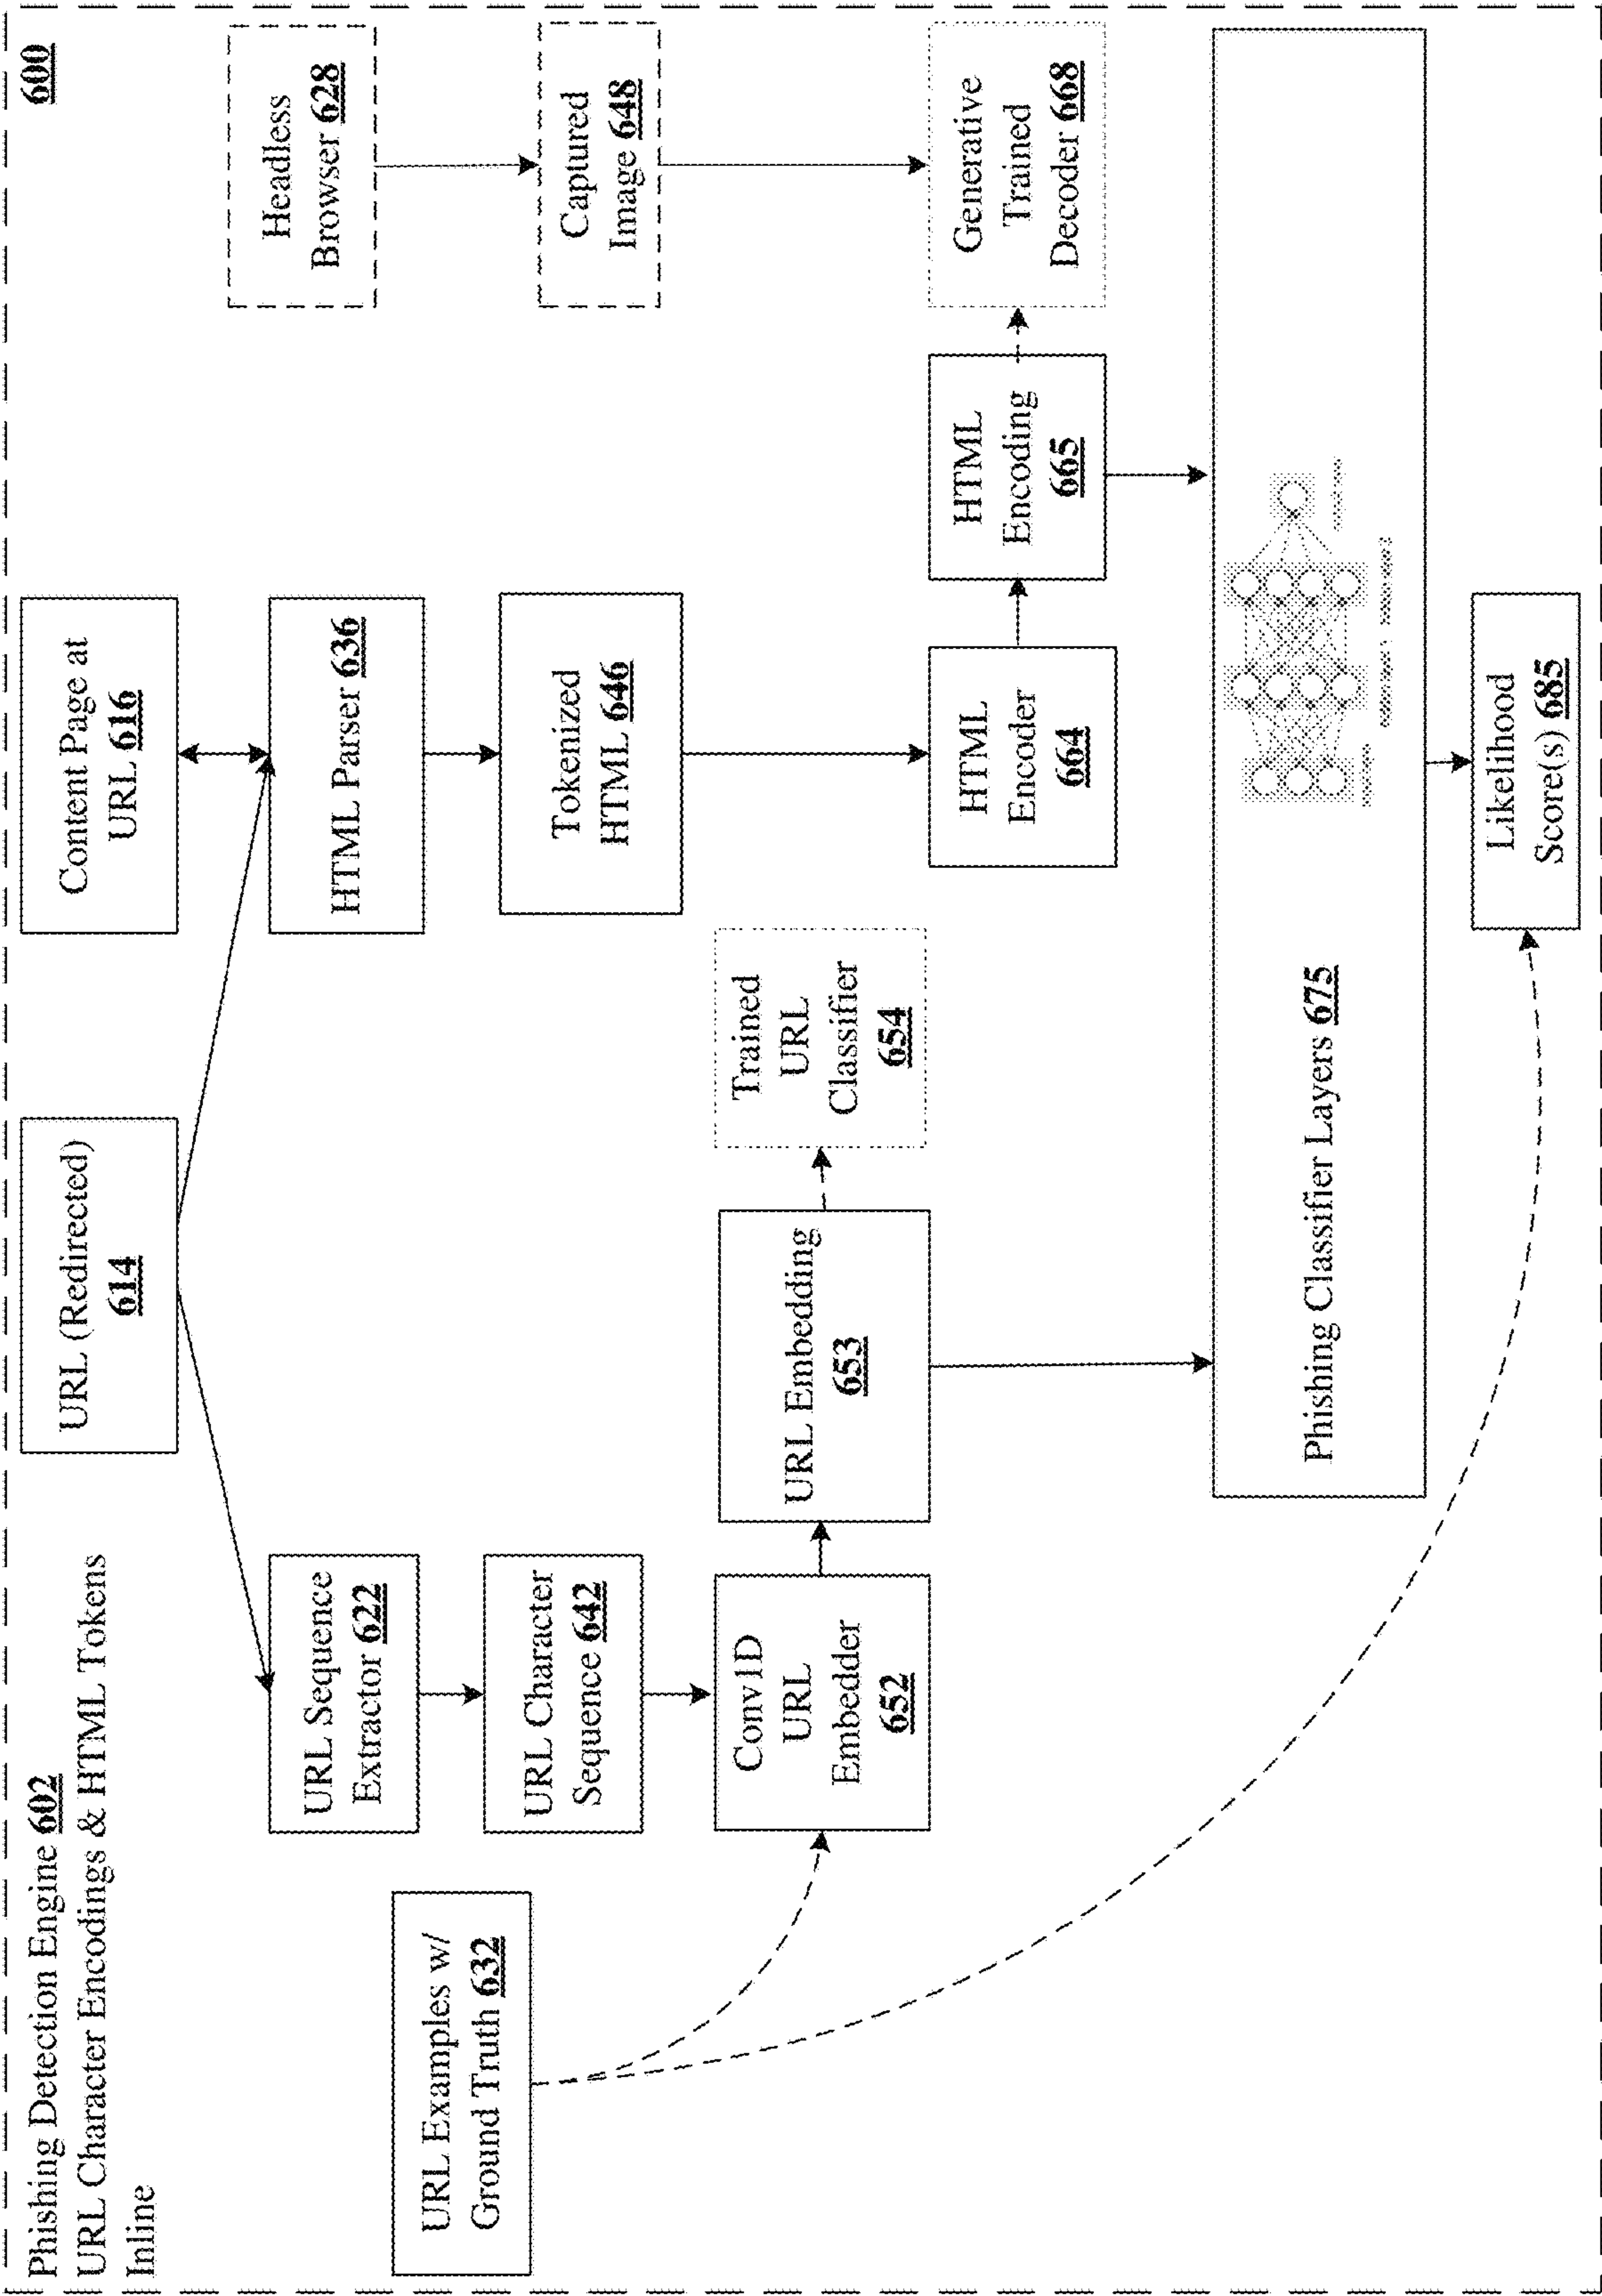 600
Phishing Detection Engine 602
URL Character Encodings & HTML Tokens
Inline
URL (Redirected)
614
Content Page at
URL 616
Headless
Browser 628
URL Sequence
Extractor 622
HTML Parser 636
URL Examples w/
Ground Truth 632
URL Character
Sequence 642
Tokenized
HTML 646
Captured
Image 648
Conv1D
URL
Embedder
652
URL Embedding
653
Trained
URL
Classifier
654
HTML
Encoder
664
HTML
Encoding
665
Generative
Trained
Decoder 668
Phishing Classifier Layers 675
Likelihood
Score(s) 685